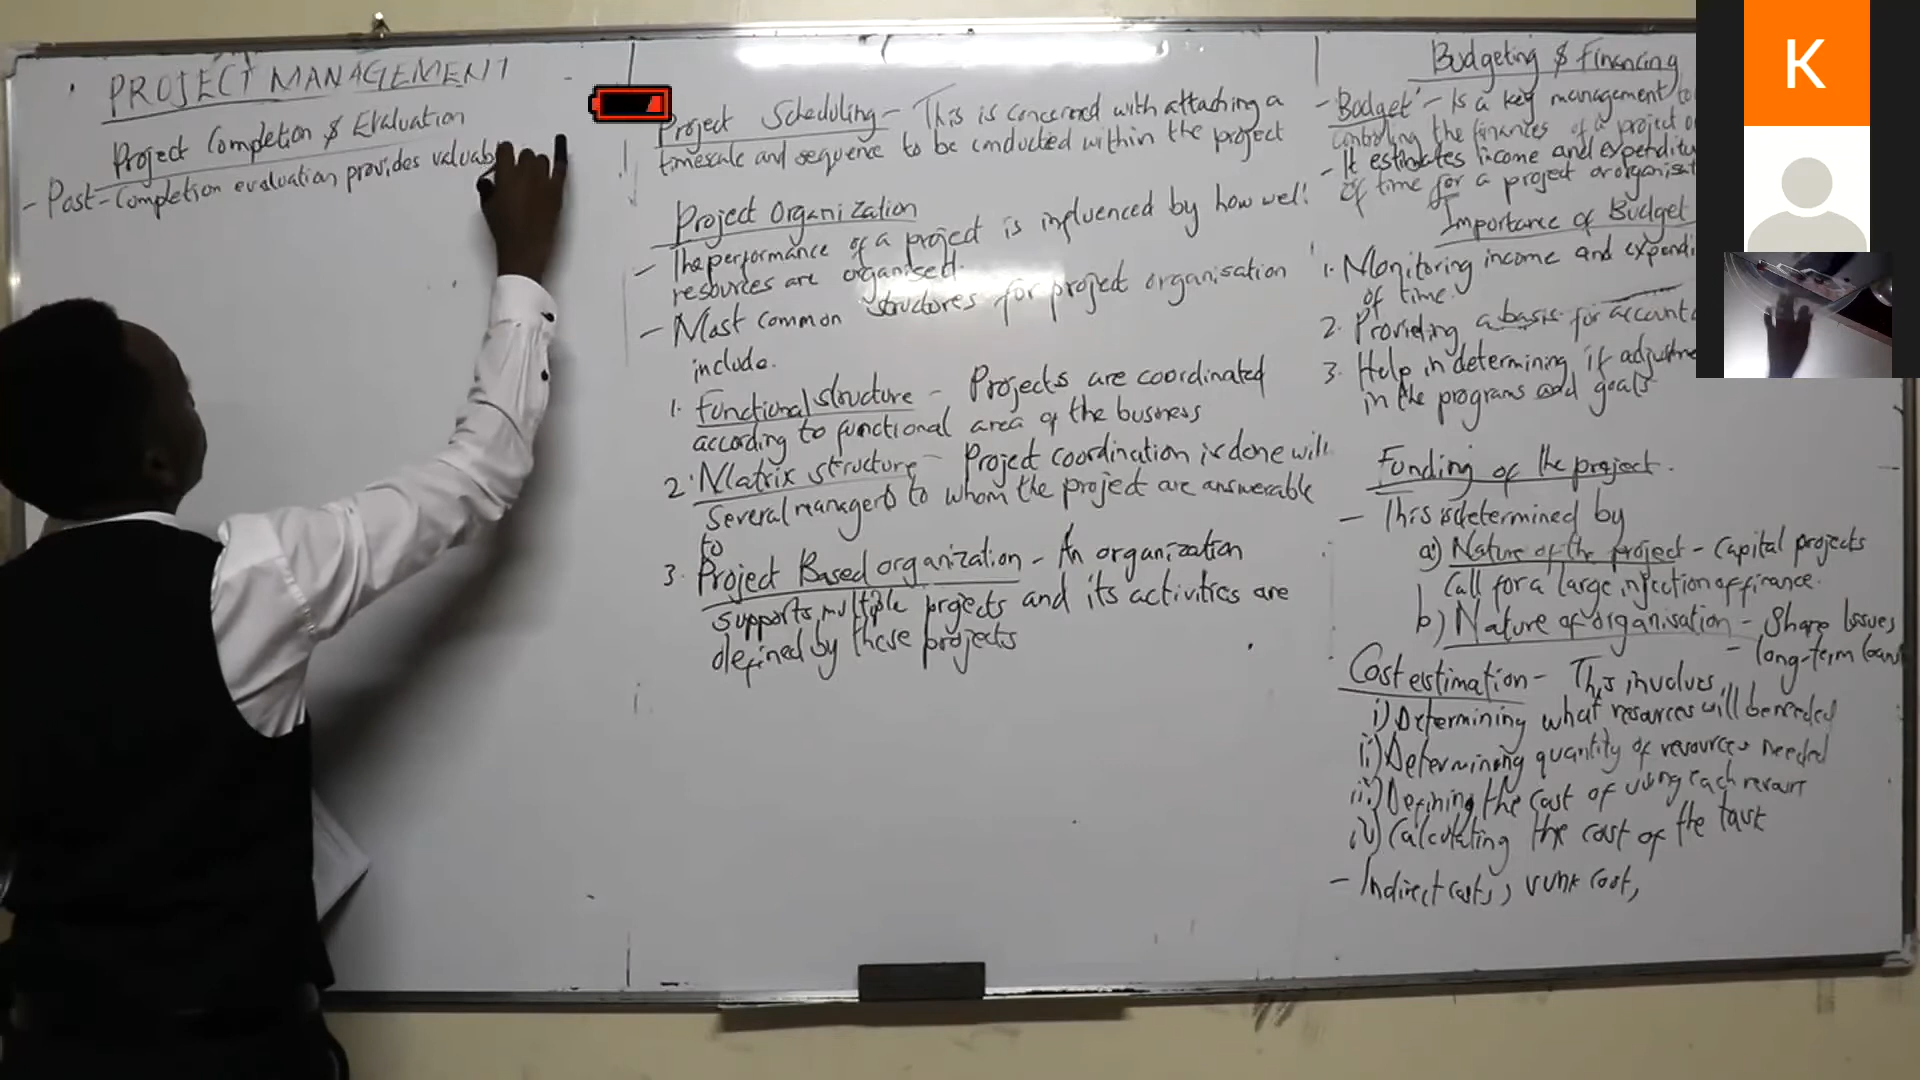 PROJECT MANAGEMENT
Project Completion & Evaluation
- Post-Completion evaluation provides valuab
Project Scheduling - This is concerned with attaching a
timescale and sequence to be conducted within the project
Project Organization
- The performance of a project is influenced by how well
resources are organised.
- Most common structures for project organisation
include.
1. Functional structure - Projects are coordinated
according to functional area of the business
2. Matrix structure - Project coordination is done with
several managers to whom the project are answerable
to
3. Project Based organization - An organization
supports multiple projects and its activities are
defined by these projects
Budgeting & Financing
- Budget - Is a key management to
controlling the finances of a project o
- It estimates income and expenditu
of time for a project or organisat
Importance of Budget
1. Monitoring income and expendi
of time.
2. Providing a basis for account
3. Help in determining if adjustme
in the programs and goals
Funding of the project.
- This is determined by
a) Nature of the project - Capital projects
Call for a large injection of finance.
b) Nature of organisation - Share Issues
- long-term loan
Cost estimation - This involves
i) Determining what resources will be needed
ii) Determining quantity of resources needed
iii) Defining the cost of using each
iv) Calculating the cost of the task
- Indirect costs, sunk cost,
K